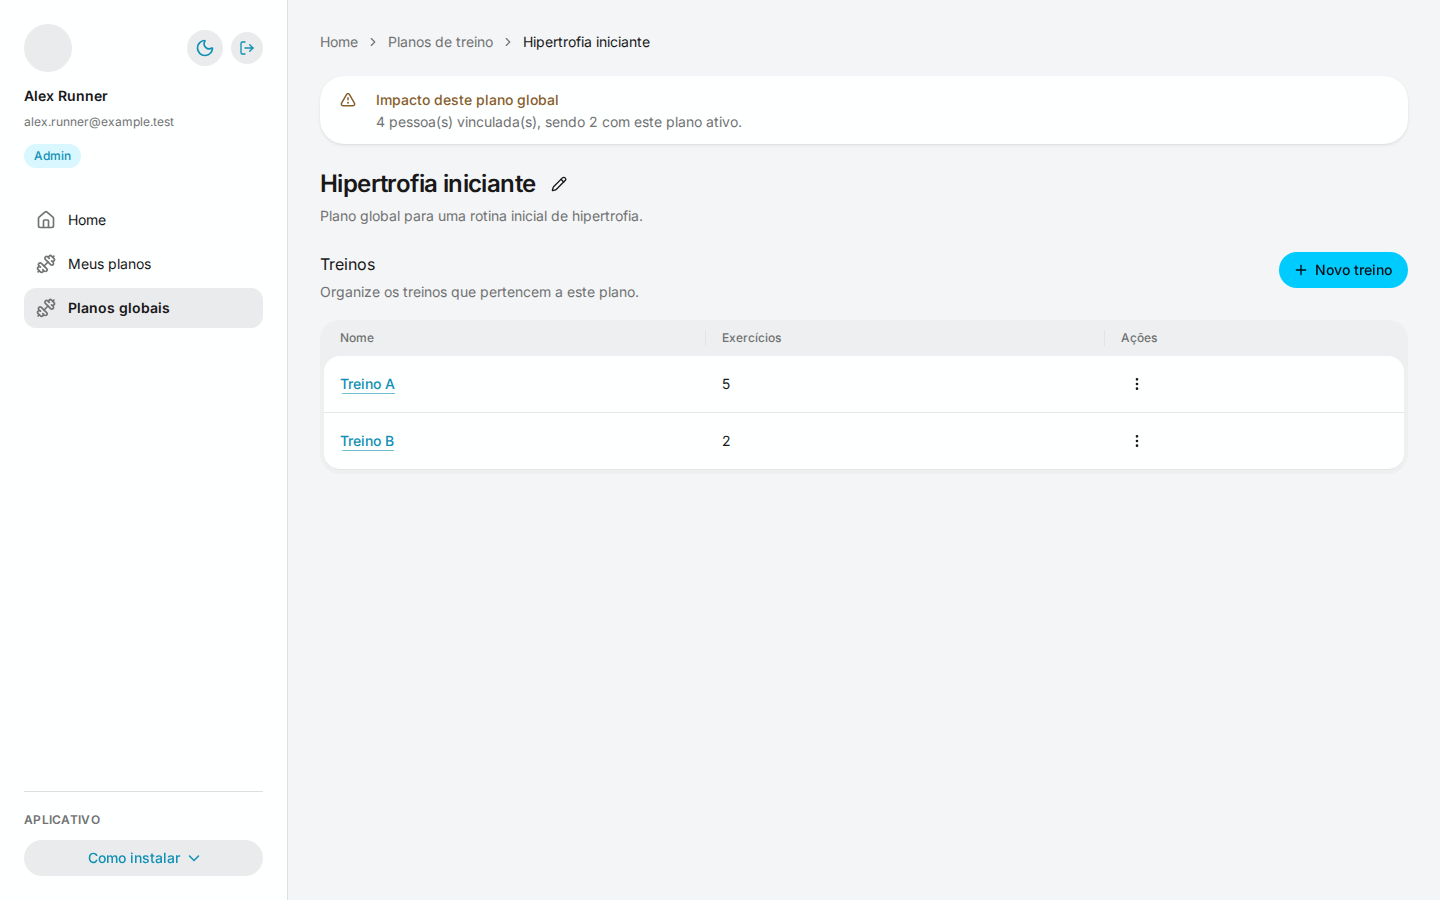 Alex Runner
alex.runner@example.test
Admin
Home
Meus planos
Planos globais
APLICATIVO
Como instalar
Home > Planos de treino > Hipertrofia iniciante
Impacto deste plano global
4 pessoa(s) vinculada(s), sendo 2 com este plano ativo.
Hipertrofia iniciante
Plano global para uma rotina inicial de hipertrofia.
Treinos
Organize os treinos que pertencem a este plano.
+ Novo treino
Nome Exercícios Ações
Treino A 5
Treino B 2